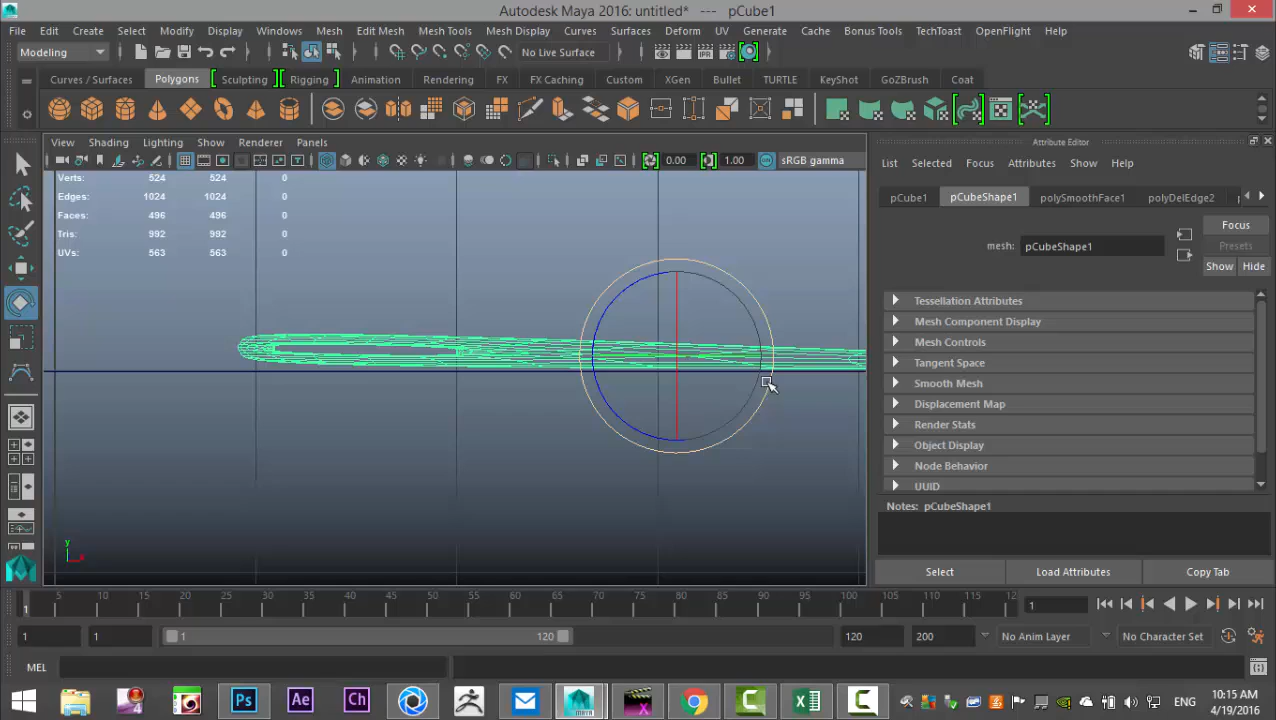 Autodesk Maya 2016: untitled* --- pCube1
File Edit Create Select Modify Display Windows Mesh Edit Mesh Mesh Tools Mesh Display Curves Surfaces Deform UV Generate Cache Bonus Tools TechToast OpenFlight Help
Modeling No Live Surface
Curves / Surfaces Polygons Sculpting Rigging Animation Rendering FX FX Caching Custom XGen Bullet TURTLE KeyShot GoZBrush Coat
View Shading Lighting Show Renderer Panels
Attribute Editor
0.00 1.00 sRGB gamma
List Selected Focus Attributes Show Help
Verts: 524 524 0
Edges: 1024 1024 0
Faces: 496 496 0
Tris: 992 992 0
UVs: 563 563 0
pCube1 pCubeShape1 polySmoothFace1 polyDelEdge2
Focus
mesh: pCubeShape1
Presets
Show Hide
Tessellation Attributes
Mesh Component Display
Mesh Controls
Tangent Space
Smooth Mesh
Displacement Map
Render Stats
Object Display
Node Behavior
UUID
Notes: pCubeShape1
y
x
Select Load Attributes Copy Tab
5 10 15 20 25 30 35 40 45 50 55 60 65 70 75 80 85 90 95 100 105 110 115 12
1 1
1 1 1 120 120 200 No Anim Layer No Character Set
MEL
Ps Ae Ch X ENG 10:15 AM
4/19/2016